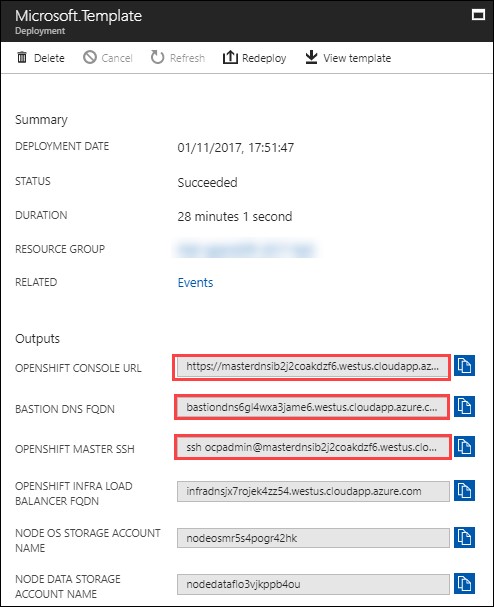 Microsoft.Template
Deployment
Delete Cancel Refresh Redeploy View template
Summary
DEPLOYMENT DATE 01/11/2017, 17:51:47
STATUS Succeeded
DURATION 28 minutes 1 second
RESOURCE GROUP
RELATED Events
Outputs
OPENSHIFT CONSOLE URL https://masterdnsib2j2coakdzf6.westus.cloudapp.az...
BASTION DNS FQDN bastiondns6gl4wxa3jame6.westus.cloudapp.azure.c...
OPENSHIFT MASTER SSH ssh ocpadmin@masterdnsib2j2coakdzf6.westus.clo...
OPENSHIFT INFRA LOAD
BALANCER FQDN infradnsjx7rojek4zz54.westus.cloudapp.azure.com
NODE OS STORAGE ACCOUNT
NAME nodeosmr5s4pogr42hk
NODE DATA STORAGE
ACCOUNT NAME nodedataflo3vjkppb4ou